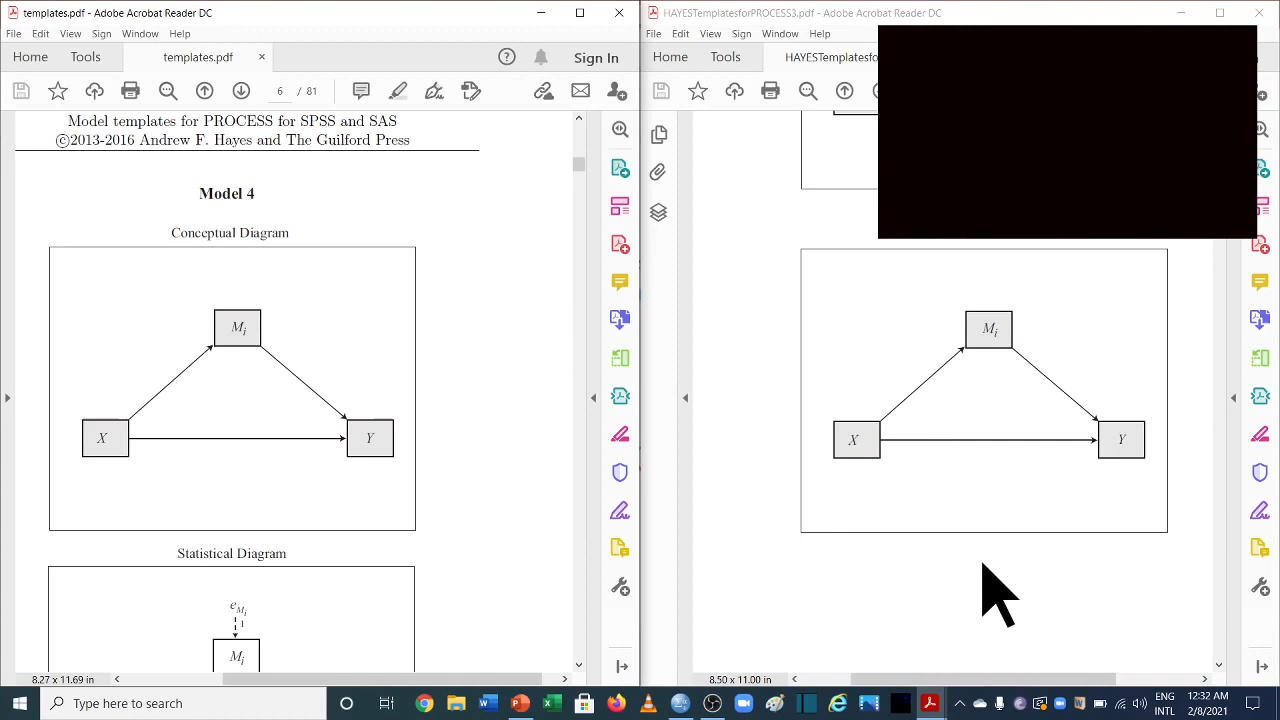 templates.pdf - Adobe Acrobat Reader DC
File Edit View Sign Window Help
Home Tools templates.pdf × Sign In
6 / 81
Model templates for PROCESS for SPSS and SAS
©2013-2016 Andrew F. Hayes and The Guilford Press
Model 4
Conceptual Diagram
Mi
X
Y
Statistical Diagram
eMi
1
Mi
8.27 x 11.69 in
HAYESTemplatesforPROCESS3.pdf - Adobe Acrobat Reader DC
File Edit View Sign Window Help
Home Tools HAYESTemplatesfo
Mi
X
Y
8.50 x 11.00 in
Type here to search
ENG
INTL
12:32 AM
2/8/2021